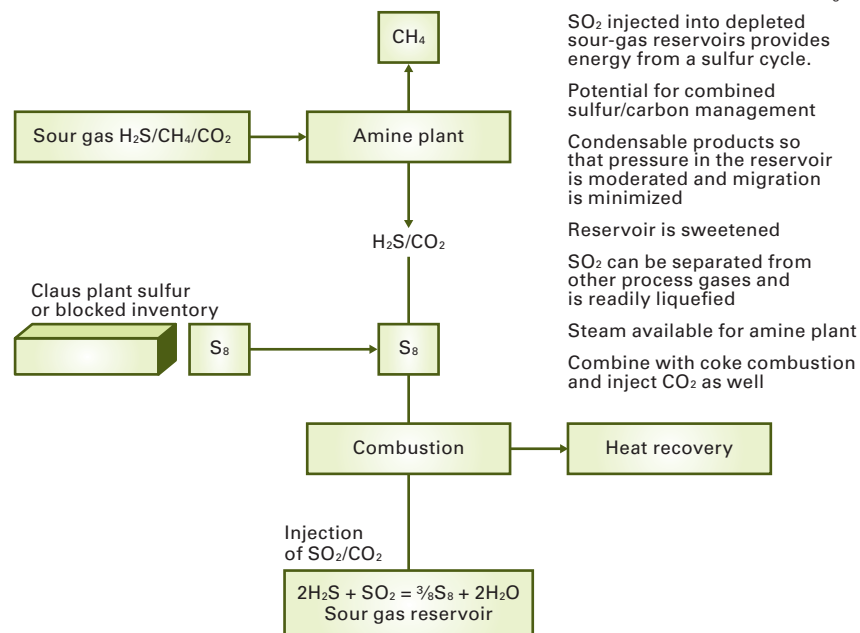 CH₄
Sour gas H₂S/CH₄/CO₂
Amine plant
H₂S/CO₂
Claus plant sulfur
or blocked inventory
S₈
S₈
Combustion
Heat recovery
Injection
of SO₂/CO₂
2H₂S + SO₂ = ³⁄₈S₈ + 2H₂O
Sour gas reservoir
SO₂ injected into depleted
sour-gas reservoirs provides
energy from a sulfur cycle.
Potential for combined
sulfur/carbon management
Condensable products so
that pressure in the reservoir
is moderated and migration
is minimized
Reservoir is sweetened
SO₂ can be separated from
other process gases and
is readily liquefied
Steam available for amine plant
Combine with coke combustion
and inject CO₂ as well